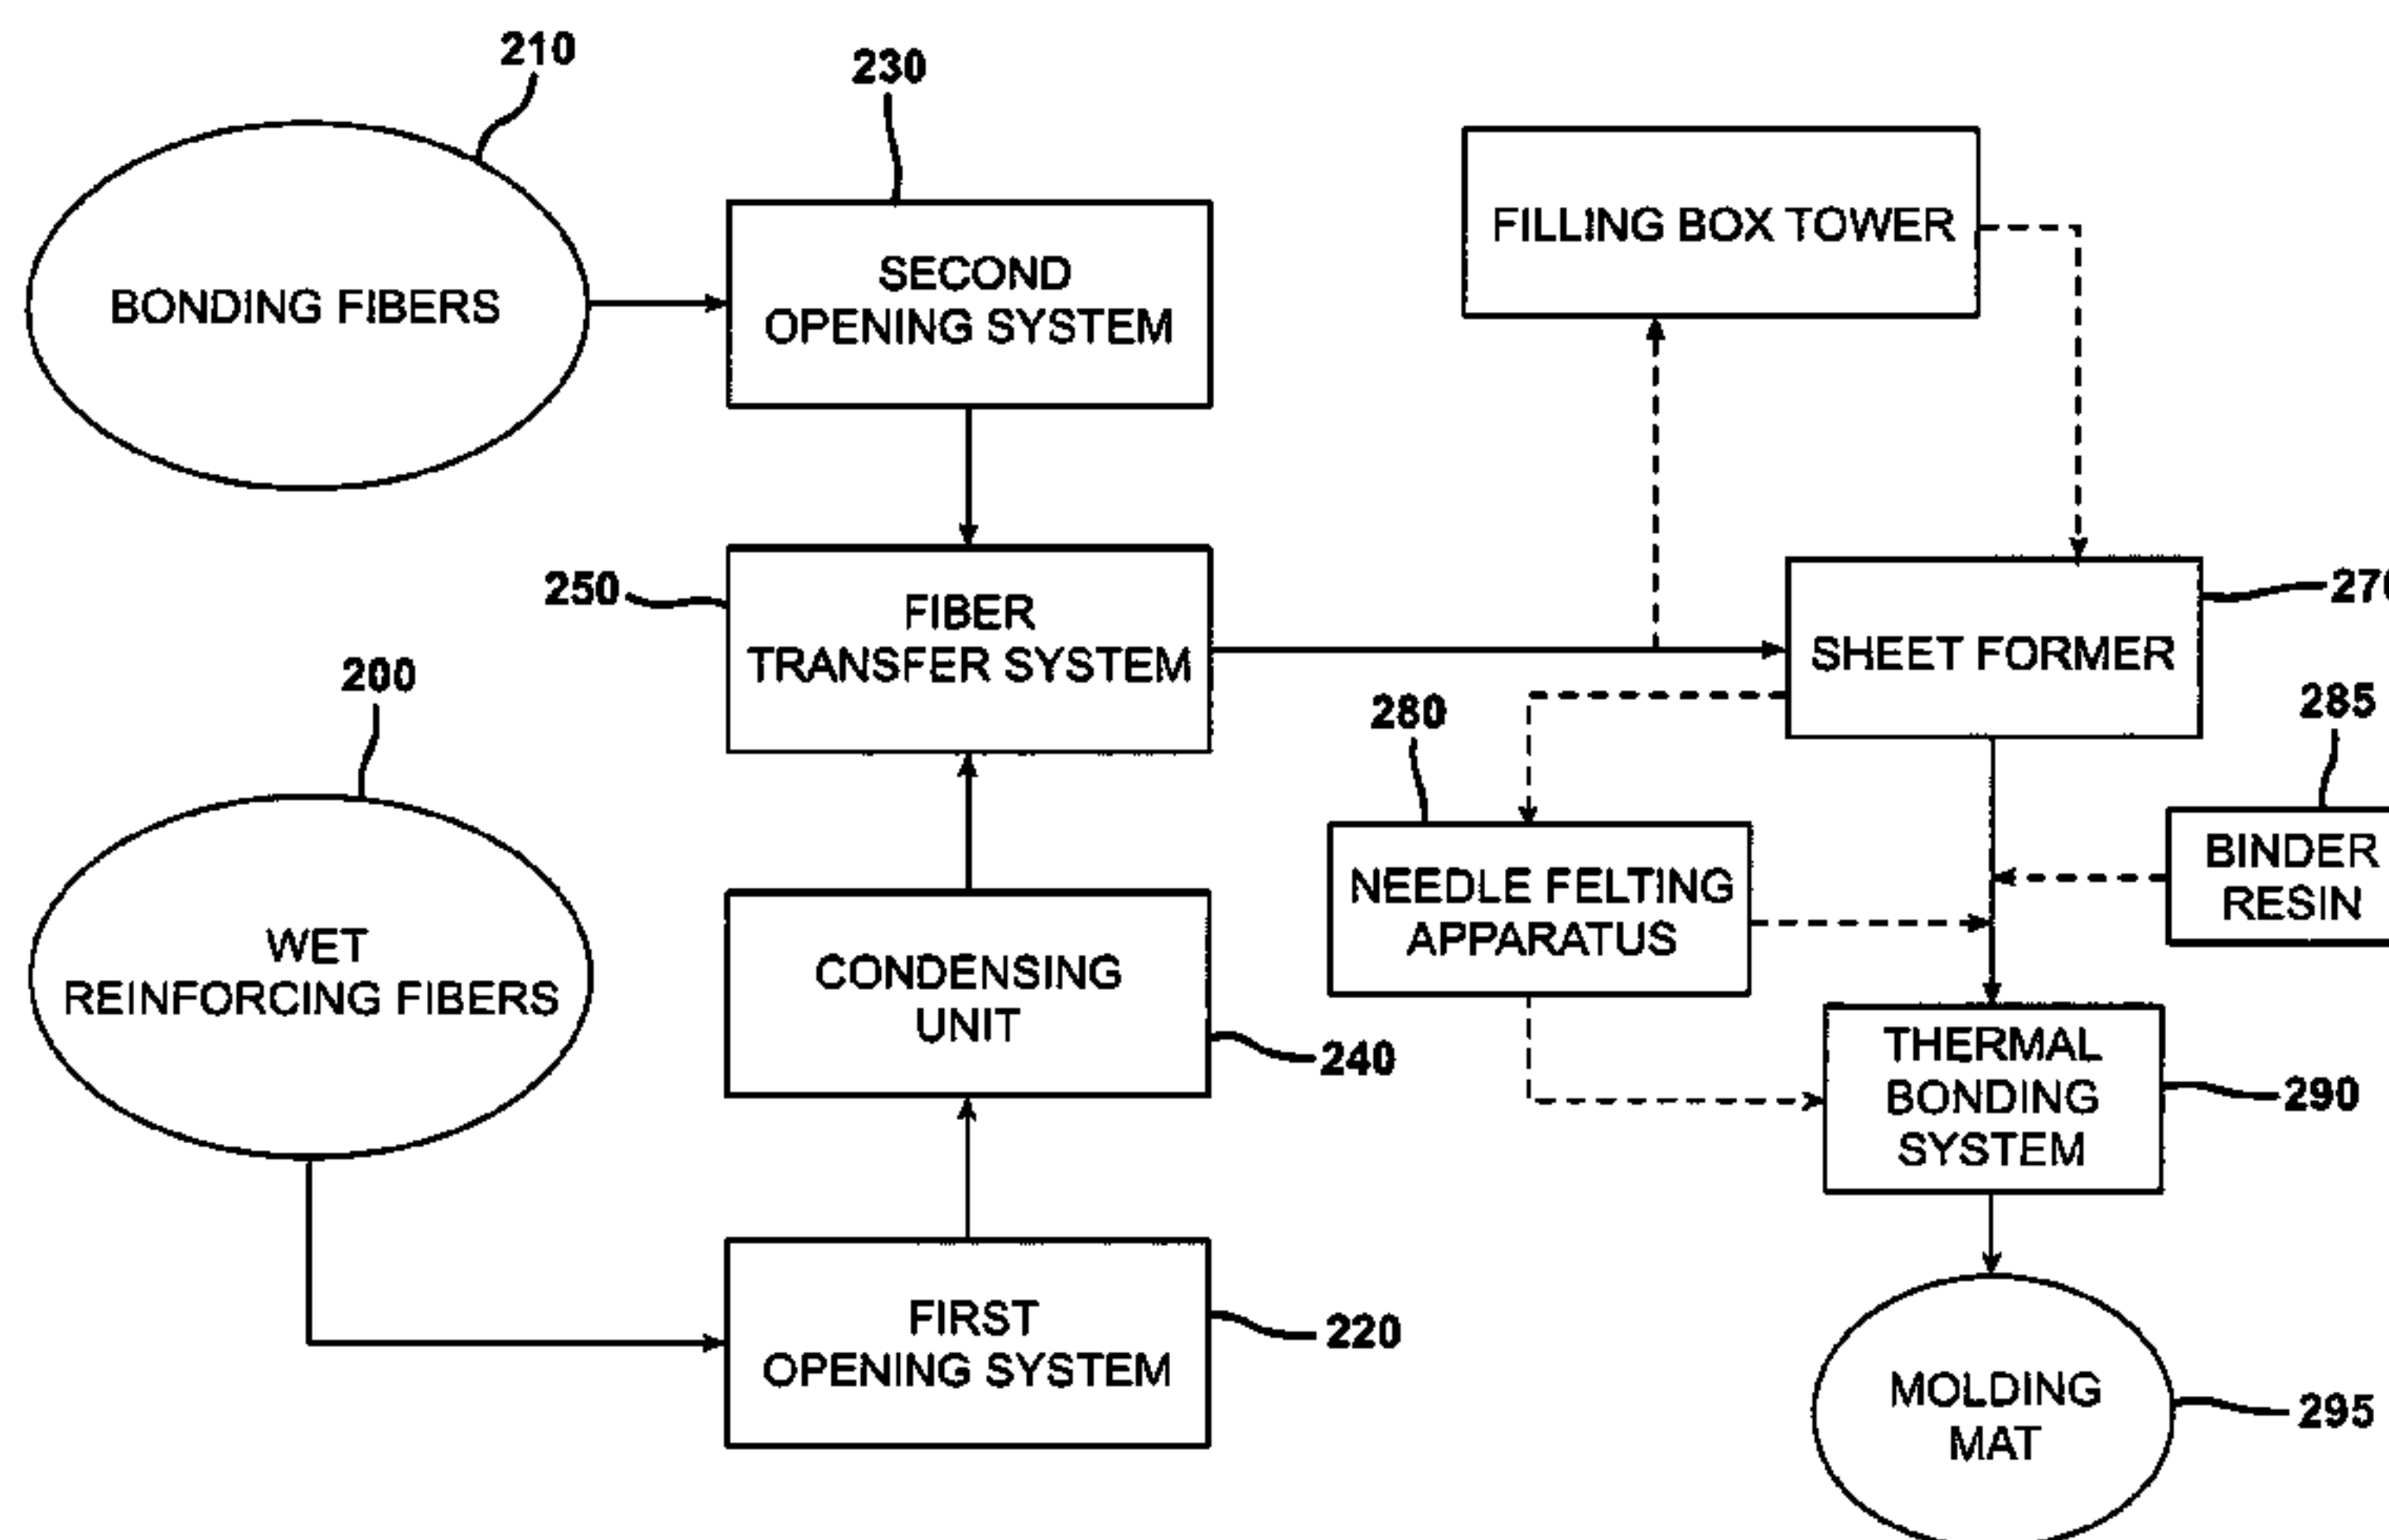 210
230
BONDING FIBERS
SECOND
OPENING SYSTEM
FILLING BOX TOWER
250
FIBER
TRANSFER SYSTEM
270
SHEET FORMER
200
280
285
WET
REINFORCING FIBERS
CONDENSING
UNIT
240
NEEDLE FELTING
APPARATUS
BINDER
RESIN
THERMAL
BONDING
SYSTEM
290
FIRST
OPENING SYSTEM
220
MOLDING
MAT
295